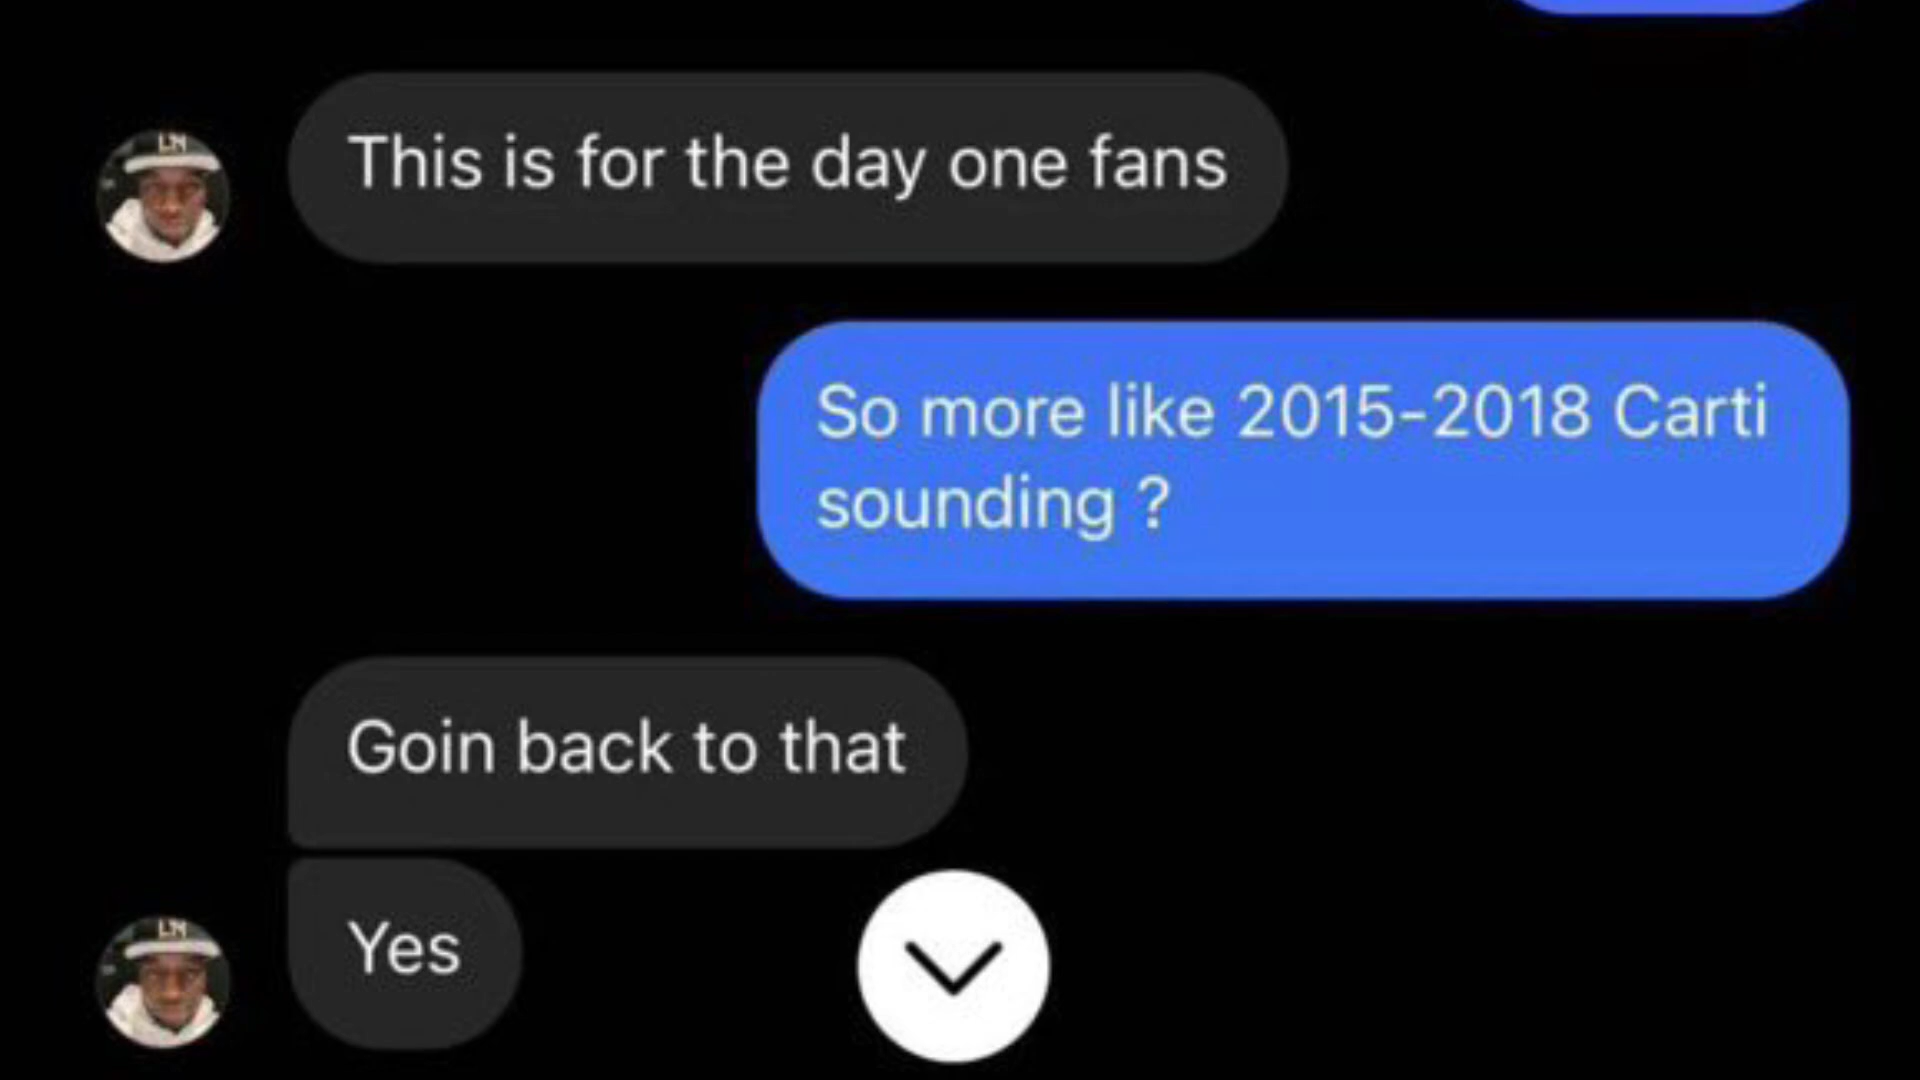 This is for the day one fans
So more like 2015-2018 Carti
sounding ?
Goin back to that
Yes